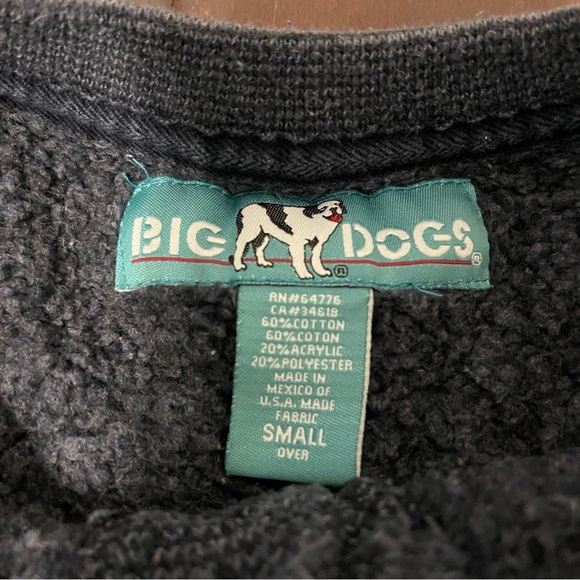 BIG DOGS®
®
RN#64776
CA#34618
60%COTTON
60%COTON
20%ACRYLIC
20%POLYESTER
MADE IN
MEXICO OF
U.S.A. MADE
FABRIC
SMALL
OVER